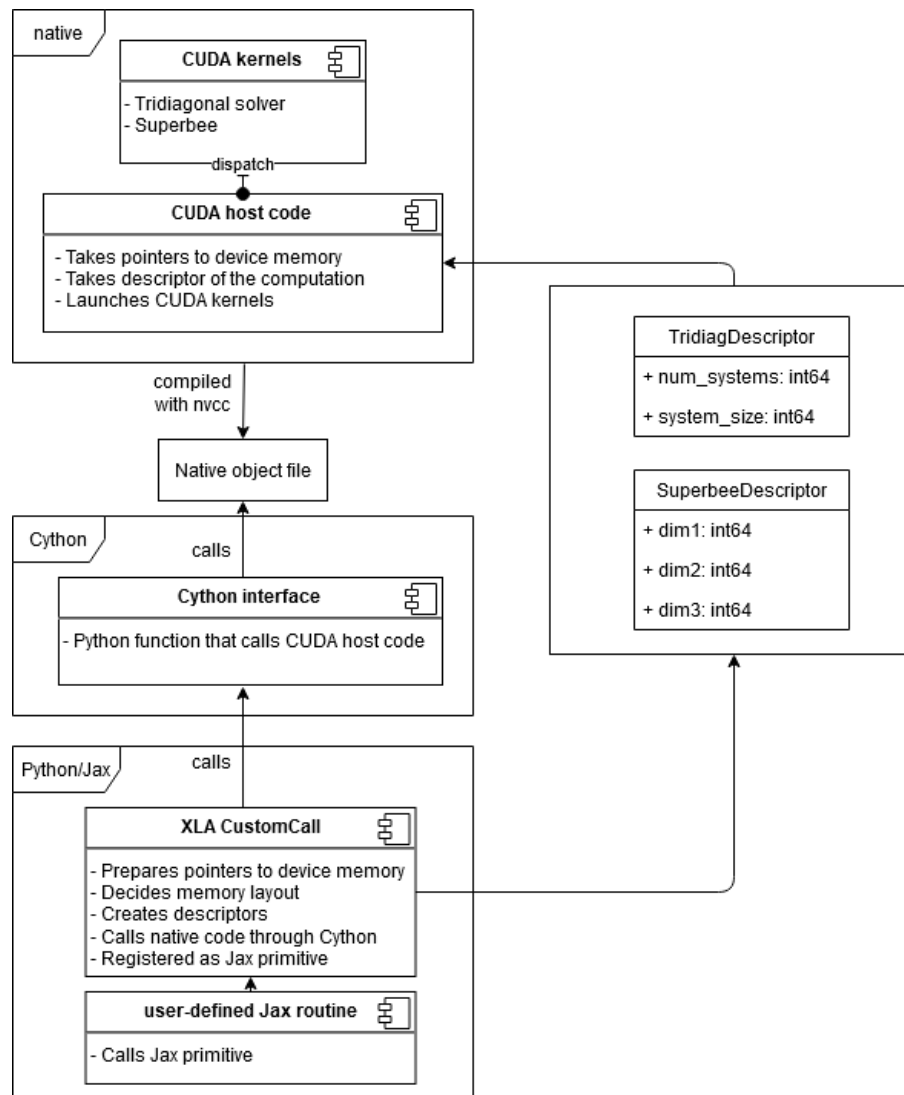 native
CUDA kernels
- Tridiagonal solver
- Superbee
dispatch
CUDA host code
- Takes pointers to device memory
- Takes descriptor of the computation
- Launches CUDA kernels
compiled
with nvcc
Native object file
Cython
calls
Cython interface
- Python function that calls CUDA host code
calls
Python/Jax
XLA CustomCall
- Prepares pointers to device memory
- Decides memory layout
- Creates descriptors
- Calls native code through Cython
- Registered as Jax primitive
user-defined Jax routine
- Calls Jax primitive
TridiagDescriptor
+ num_systems: int64
+ system_size: int64
SuperbeeDescriptor
+ dim1: int64
+ dim2: int64
+ dim3: int64